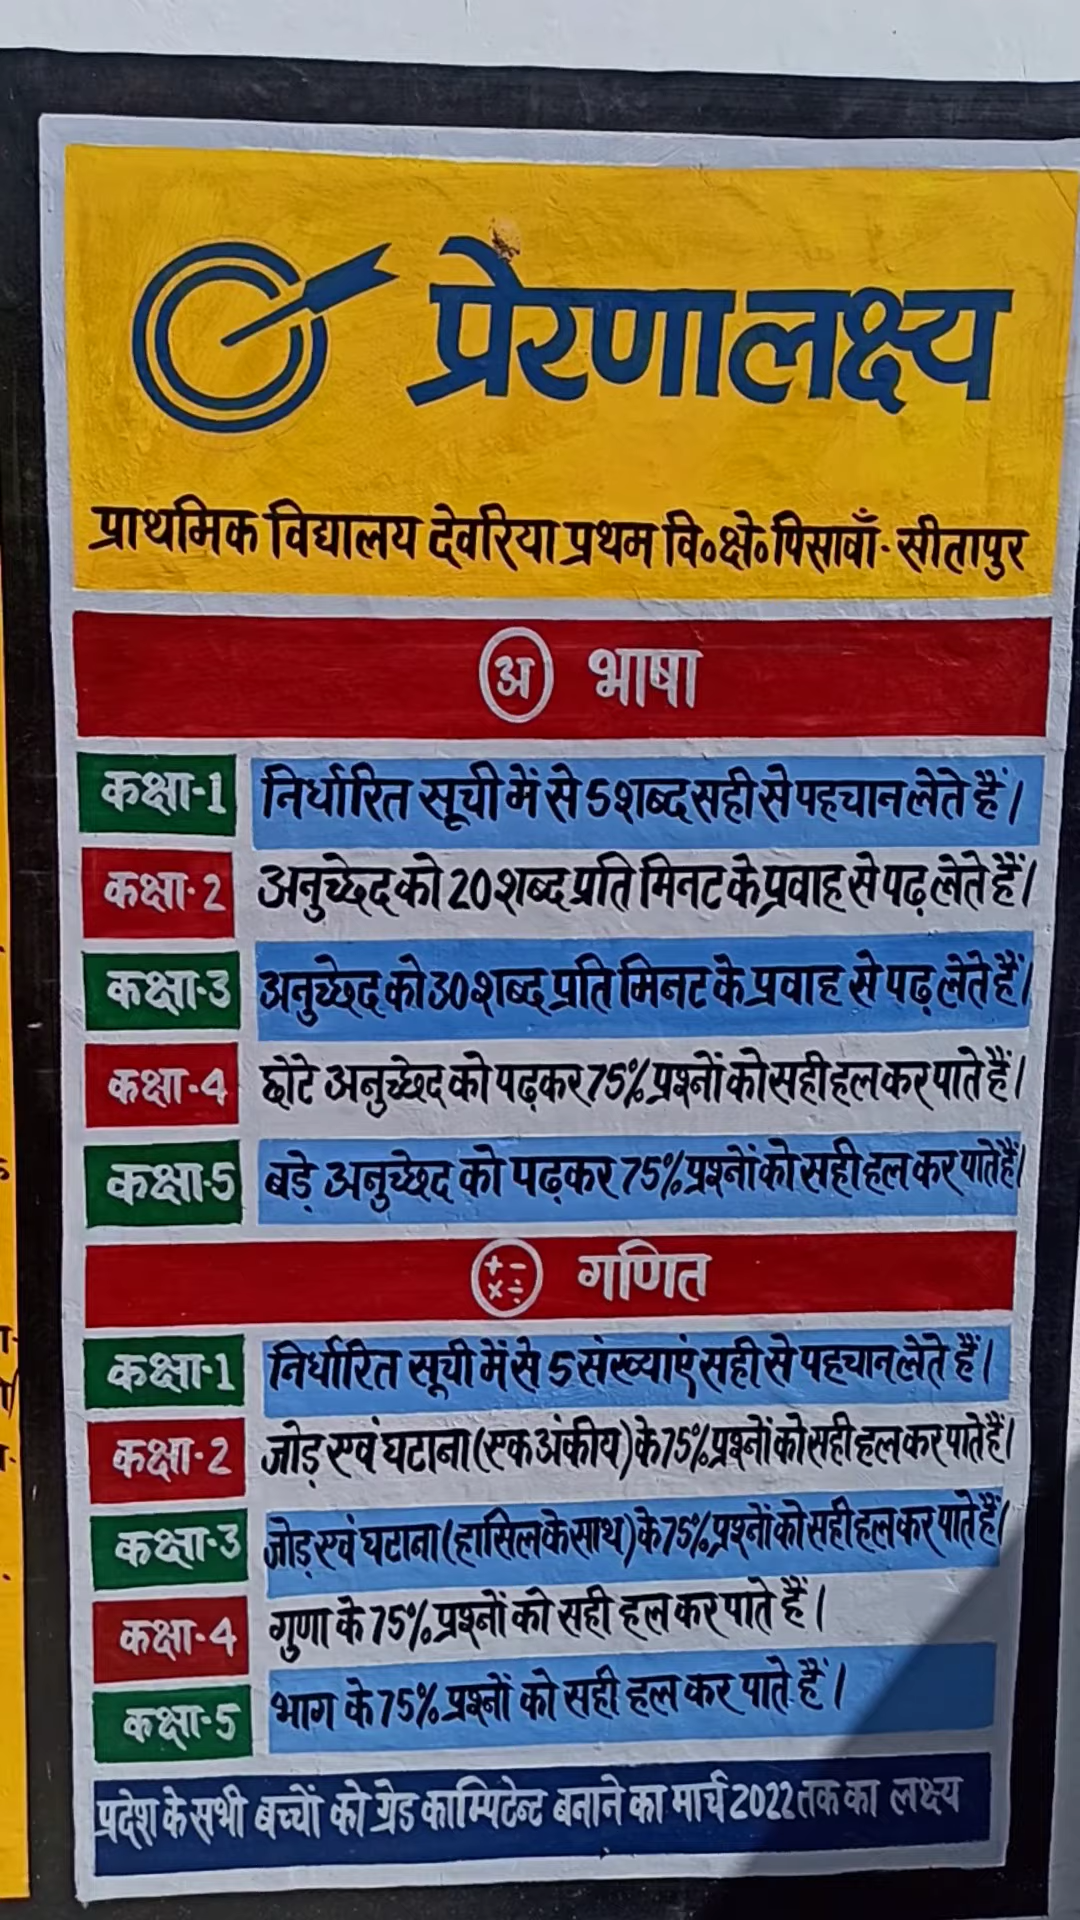 प्रेरणा लक्ष्य
प्राथमिक विद्यालय देवरिया प्रथम वि०क्षे० पिसावाँ - सीतापुर
अ भाषा
कक्षा-1 निर्धारित सूची में से 5 शब्द सही से पहचान लेते हैं।
कक्षा-2 अनुच्छेद को 20 शब्द प्रति मिनट के प्रवाह से पढ़ लेते हैं।
कक्षा-3 अनुच्छेद को 30 शब्द प्रति मिनट के प्रवाह से पढ़ लेते हैं।
कक्षा-4 छोटे अनुच्छेद को पढ़कर 75% प्रश्नों को सही हल कर पाते हैं।
कक्षा-5 बड़े अनुच्छेद को पढ़कर 75% प्रश्नों को सही हल कर पाते हैं।
+ - × ÷ गणित
कक्षा-1 निर्धारित सूची में से 5 संख्याएं सही से पहचान लेते हैं।
कक्षा-2 जोड़ एवं घटाना (एक अंकीय) के 75% प्रश्नों को सही हल कर पाते हैं।
कक्षा-3 जोड़ एवं घटाना (हासिल के साथ) के 75% प्रश्नों को सही हल कर पाते हैं।
कक्षा-4 गुणा के 75% प्रश्नों को सही हल कर पाते हैं।
कक्षा-5 भाग के 75% प्रश्नों को सही हल कर पाते हैं।
प्रदेश के सभी बच्चों को ग्रेड काम्पिटेन्ट बनाने का मार्च 2022 तक का लक्ष्य